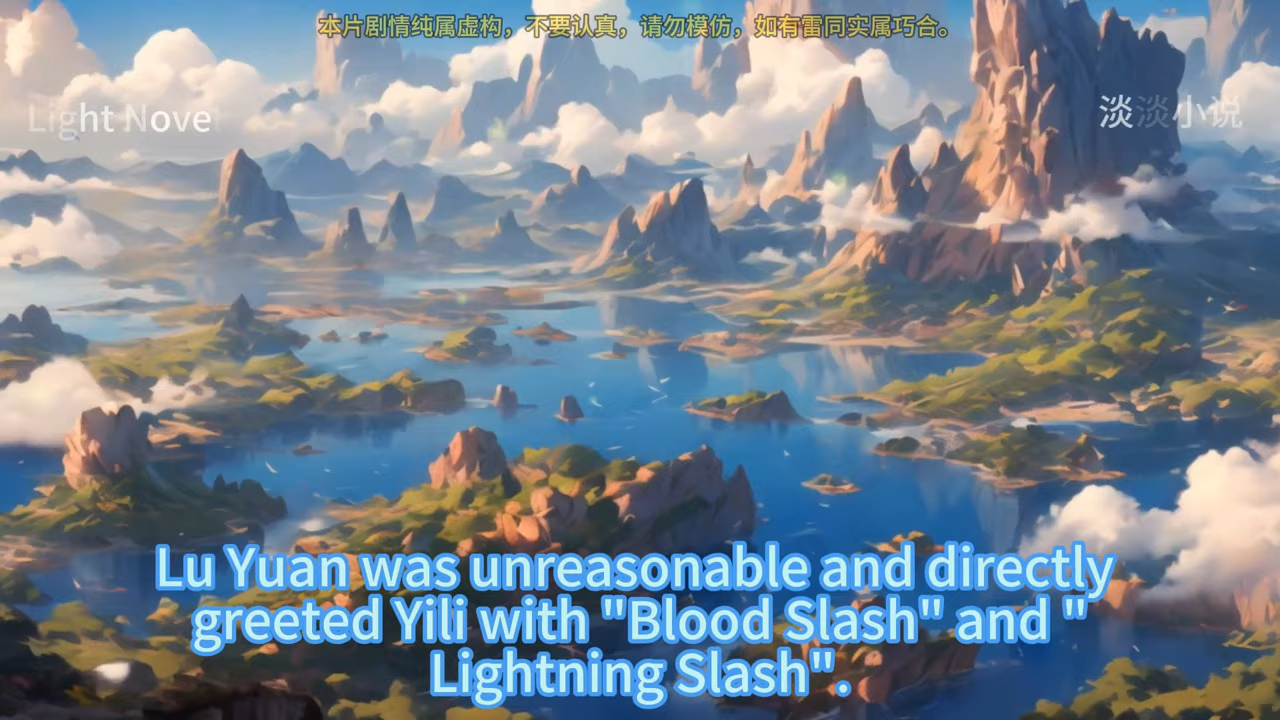 本片剧情纯属虚构，不要认真，请勿模仿，如有雷同实属巧合。
Light Nove
淡淡小说
Lu Yuan was unreasonable and directly
greeted Yili with "Blood Slash" and "
Lightning Slash".